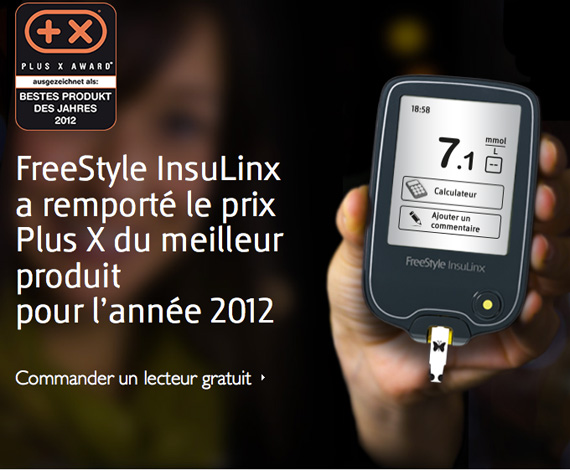 +X
PLUS X AWARD®
ausgezeichnet als:
BESTES PRODUKT
DES JAHRES
2012
FreeStyle InsuLinx
a remporté le prix
Plus X du meilleur
produit
pour l'année 2012
Commander un lecteur gratuit
18:58
7.1 mmol
L
--
Calculateur
Ajouter un
commentaire
FreeStyle InsuLinx